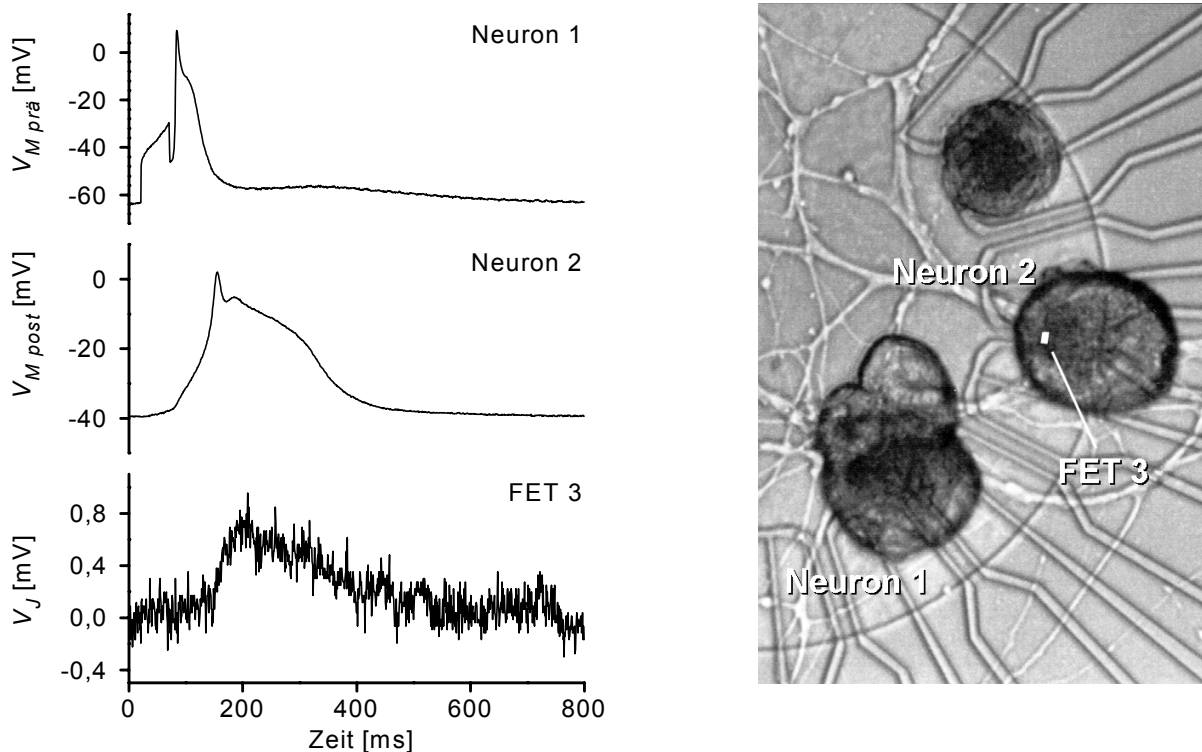 Neuron 1
V_M prä [mV]
0
-20
-40
-60
Neuron 2
V_M post [mV]
0
-20
-40
FET 3
V_J [mV]
0,8
0,4
0,0
-0,4
0
200
400
600
800
Zeit [ms]
Neuron 2
FET 3
Neuron 1